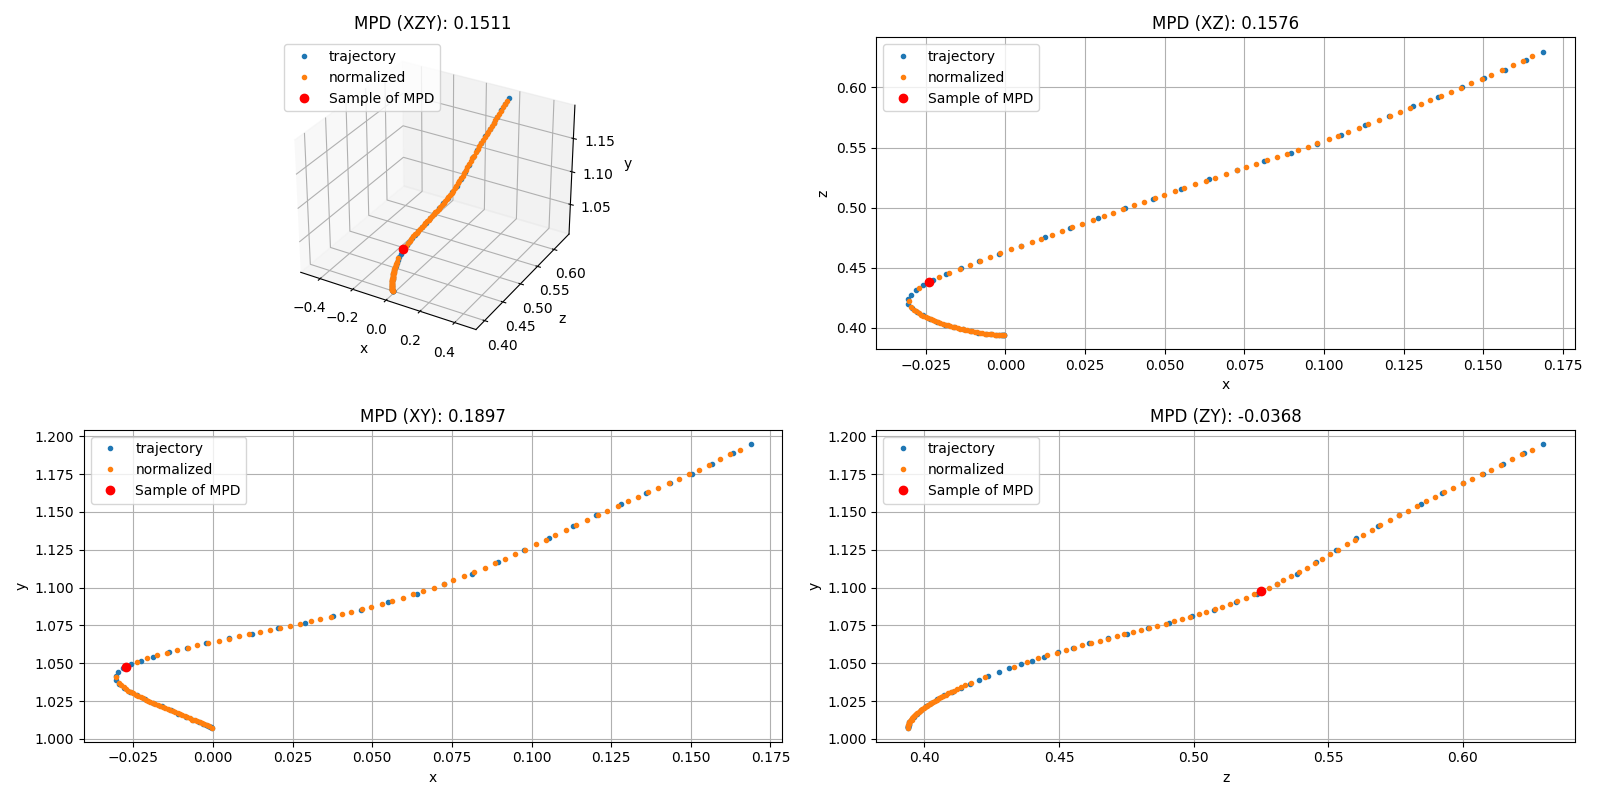 MPD (XZY): 0.1511
trajectory
normalized
Sample of MPD
1.15
1.10
1.05
y
−0.4
−0.2
0.0
0.2
0.4
x
0.40
0.45
0.50
0.55
0.60
z
MPD (XZ): 0.1576
trajectory
normalized
Sample of MPD
0.60
0.55
0.50
0.45
0.40
z
−0.025 0.000 0.025 0.050 0.075 0.100 0.125 0.150 0.175
x
MPD (XY): 0.1897
trajectory
normalized
Sample of MPD
1.200
1.175
1.150
1.125
1.100
1.075
1.050
1.025
1.000
y
−0.025 0.000 0.025 0.050 0.075 0.100 0.125 0.150 0.175
x
MPD (ZY): -0.0368
trajectory
normalized
Sample of MPD
1.200
1.175
1.150
1.125
1.100
1.075
1.050
1.025
1.000
y
0.40 0.45 0.50 0.55 0.60
z